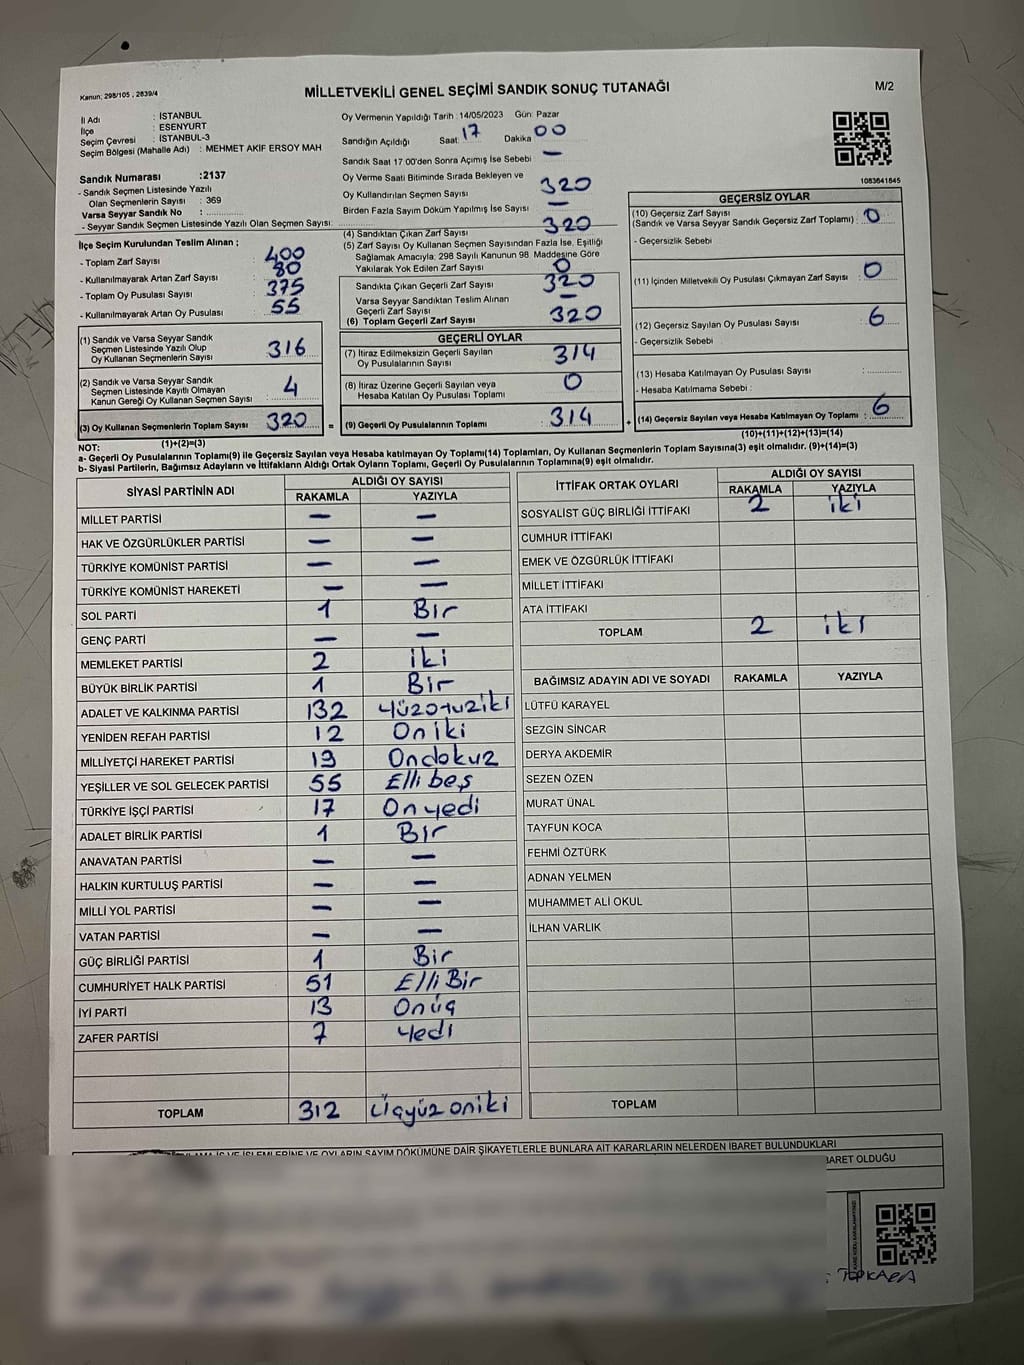 Kanun; 298/105 , 2839/4
MİLLETVEKİLİ GENEL SEÇİMİ SANDIK SONUÇ TUTANAĞI
M/2
İl Adı : İSTANBUL
İlçe : ESENYURT
Seçim Çevresi : İSTANBUL-3
Seçim Bölgesi (Mahalle Adı) : MEHMET AKİF ERSOY MAH
Sandık Numarası :2137
- Sandık Seçmen Listesinde Yazılı
Olan Seçmenlerin Sayısı : 369
Varsa Seyyar Sandık No :
- Seyyar Sandık Seçmen Listesinde Yazılı Olan Seçmen Sayısı:
İlçe Seçim Kurulundan Teslim Alınan ;
- Toplam Zarf Sayısı : 400
- Kullanılmayarak Artan Zarf Sayısı : 80
- Toplam Oy Pusulası Sayısı : 375
- Kullanılmayarak Artan Oy Pusulası : 55
Oy Vermenin Yapıldığı Tarih : 14/05/2023 Gün: Pazar
Sandığın Açıldığı Saat: 17 Dakika 00
Sandık Saat 17 00'den Sonra Açımış İse Sebebi —
Oy Verme Saati Bitiminde Sırada Bekleyen ve
Oy Kullandırılan Seçmen Sayısı 320
Birden Fazla Sayım Döküm Yapılmış İse Sayısı —
(4) Sandıktan Çıkan Zarf Sayısı 320
(5) Zarf Sayısı Oy Kullanan Seçmen Sayısından Fazla İse, Eşitliği
Sağlamak Amacıyla; 298 Sayılı Kanunun 98. Maddesine Göre
Yakılarak Yok Edilen Zarf Sayısı 0
Sandıkta Çıkan Geçerli Zarf Sayısı 320
Varsa Seyyar Sandıktan Teslim Alınan
Geçerli Zarf Sayısı —
(6) Toplam Geçerli Zarf Sayısı 320
1083641645
GEÇERSİZ OYLAR
(10) Geçersiz Zarf Sayısı
(Sandık ve Varsa Seyyar Sandık Geçersiz Zarf Toplamı) : 0
- Geçersizlik Sebebi
(11) İçinden Milletvekili Oy Pusulası Çıkmayan Zarf Sayısı : 0
(12) Geçersiz Sayılan Oy Pusulası Sayısı : 6
- Geçersizlik Sebebi :
(13) Hesaba Katılmayan Oy Pusulası Sayısı :
- Hesaba Katılmama Sebebi :
(14) Geçersiz Sayılan veya Hesaba Katılmayan Oy Toplamı : 6
(10)+(11)+(12)+(13)=(14)
(1) Sandık ve Varsa Seyyar Sandık
Seçmen Listesinde Yazılı Olup
Oy Kullanan Seçmenlerin Sayısı : 316
(2) Sandık ve Varsa Seyyar Sandık
Seçmen Listesinde Kayıtlı Olmayan
Kanun Gereği Oy Kullanan Seçmen Sayısı : 4
(3) Oy Kullanan Seçmenlerin Toplam Sayısı : 320
(1)+(2)=(3)
=
GEÇERLİ OYLAR
(7) İtiraz Edilmeksizin Geçerli Sayılan
Oy Pusulalarının Sayısı : 314
(8) İtiraz Üzerine Geçerli Sayılan veya
Hesaba Katılan Oy Pusulası Toplamı : 0
(9) Geçerli Oy Pusulalarının Toplamı : 314
+
NOT:
a- Geçerli Oy Pusulalarının Toplamı(9) ile Geçersiz Sayılan veya Hesaba katılmayan Oy Toplamı(14) Toplamları, Oy Kullanan Seçmenlerin Toplam Sayısına(3) eşit olmalıdır. (9)+(14)=(3)
b- Siyasi Partilerin, Bağımsız Adayların ve İttifakların Aldığı Ortak Oyların Toplamı, Geçerli Oy Pusulalarının Toplamına(9) eşit olmalıdır.
SİYASİ PARTİNİN ADI ALDIĞI OY SAYISI
RAKAMLA YAZIYLA
MİLLET PARTİSİ — —
HAK VE ÖZGÜRLÜKLER PARTİSİ — —
TÜRKİYE KOMÜNİST PARTİSİ — —
TÜRKİYE KOMÜNİST HAREKETİ — —
SOL PARTİ 1 Bir
GENÇ PARTİ — —
MEMLEKET PARTİSİ 2 iki
BÜYÜK BİRLİK PARTİSİ 1 Bir
ADALET VE KALKINMA PARTİSİ 132 yüzotuziki
YENİDEN REFAH PARTİSİ 12 Oniki
MİLLİYETÇİ HAREKET PARTİSİ 19 Ondokuz
YEŞİLLER VE SOL GELECEK PARTİSİ 55 Elli beş
TÜRKİYE İŞÇİ PARTİSİ 17 Onyedi
ADALET BİRLİK PARTİSİ 1 Bir
ANAVATAN PARTİSİ — —
HALKIN KURTULUŞ PARTİSİ — —
MİLLİ YOL PARTİSİ — —
VATAN PARTİSİ — —
GÜÇ BİRLİĞİ PARTİSİ 1 Bir
CUMHURİYET HALK PARTİSİ 51 Elli Bir
İYİ PARTİ 13 Onüç
ZAFER PARTİSİ 7 yedi
TOPLAM 312 üçyüz oniki
İTTİFAK ORTAK OYLARI ALDIĞI OY SAYISI
RAKAMLA YAZIYLA
SOSYALİST GÜÇ BİRLİĞİ İTTİFAKI 2 iki
CUMHUR İTTİFAKI
EMEK VE ÖZGÜRLÜK İTTİFAKI
MİLLET İTTİFAKI
ATA İTTİFAKI
TOPLAM 2 iki
BAĞIMSIZ ADAYIN ADI VE SOYADI RAKAMLA YAZIYLA
LÜTFÜ KARAYEL
SEZGİN SİNCAR
DERYA AKDEMİR
SEZEN ÖZEN
MURAT ÜNAL
TAYFUN KOCA
FEHMİ ÖZTÜRK
ADNAN YELMEN
MUHAMMET ALİ OKUL
İLHAN VARLIK
TOPLAM
OYLARIN SAYIM DÖKÜMÜNE DAİR ŞİKAYETLERLE BUNLARA AİT KARARLARIN NELERDEN İBARET BULUNDUKLARI
İBARET OLDUĞU
TOPKARA